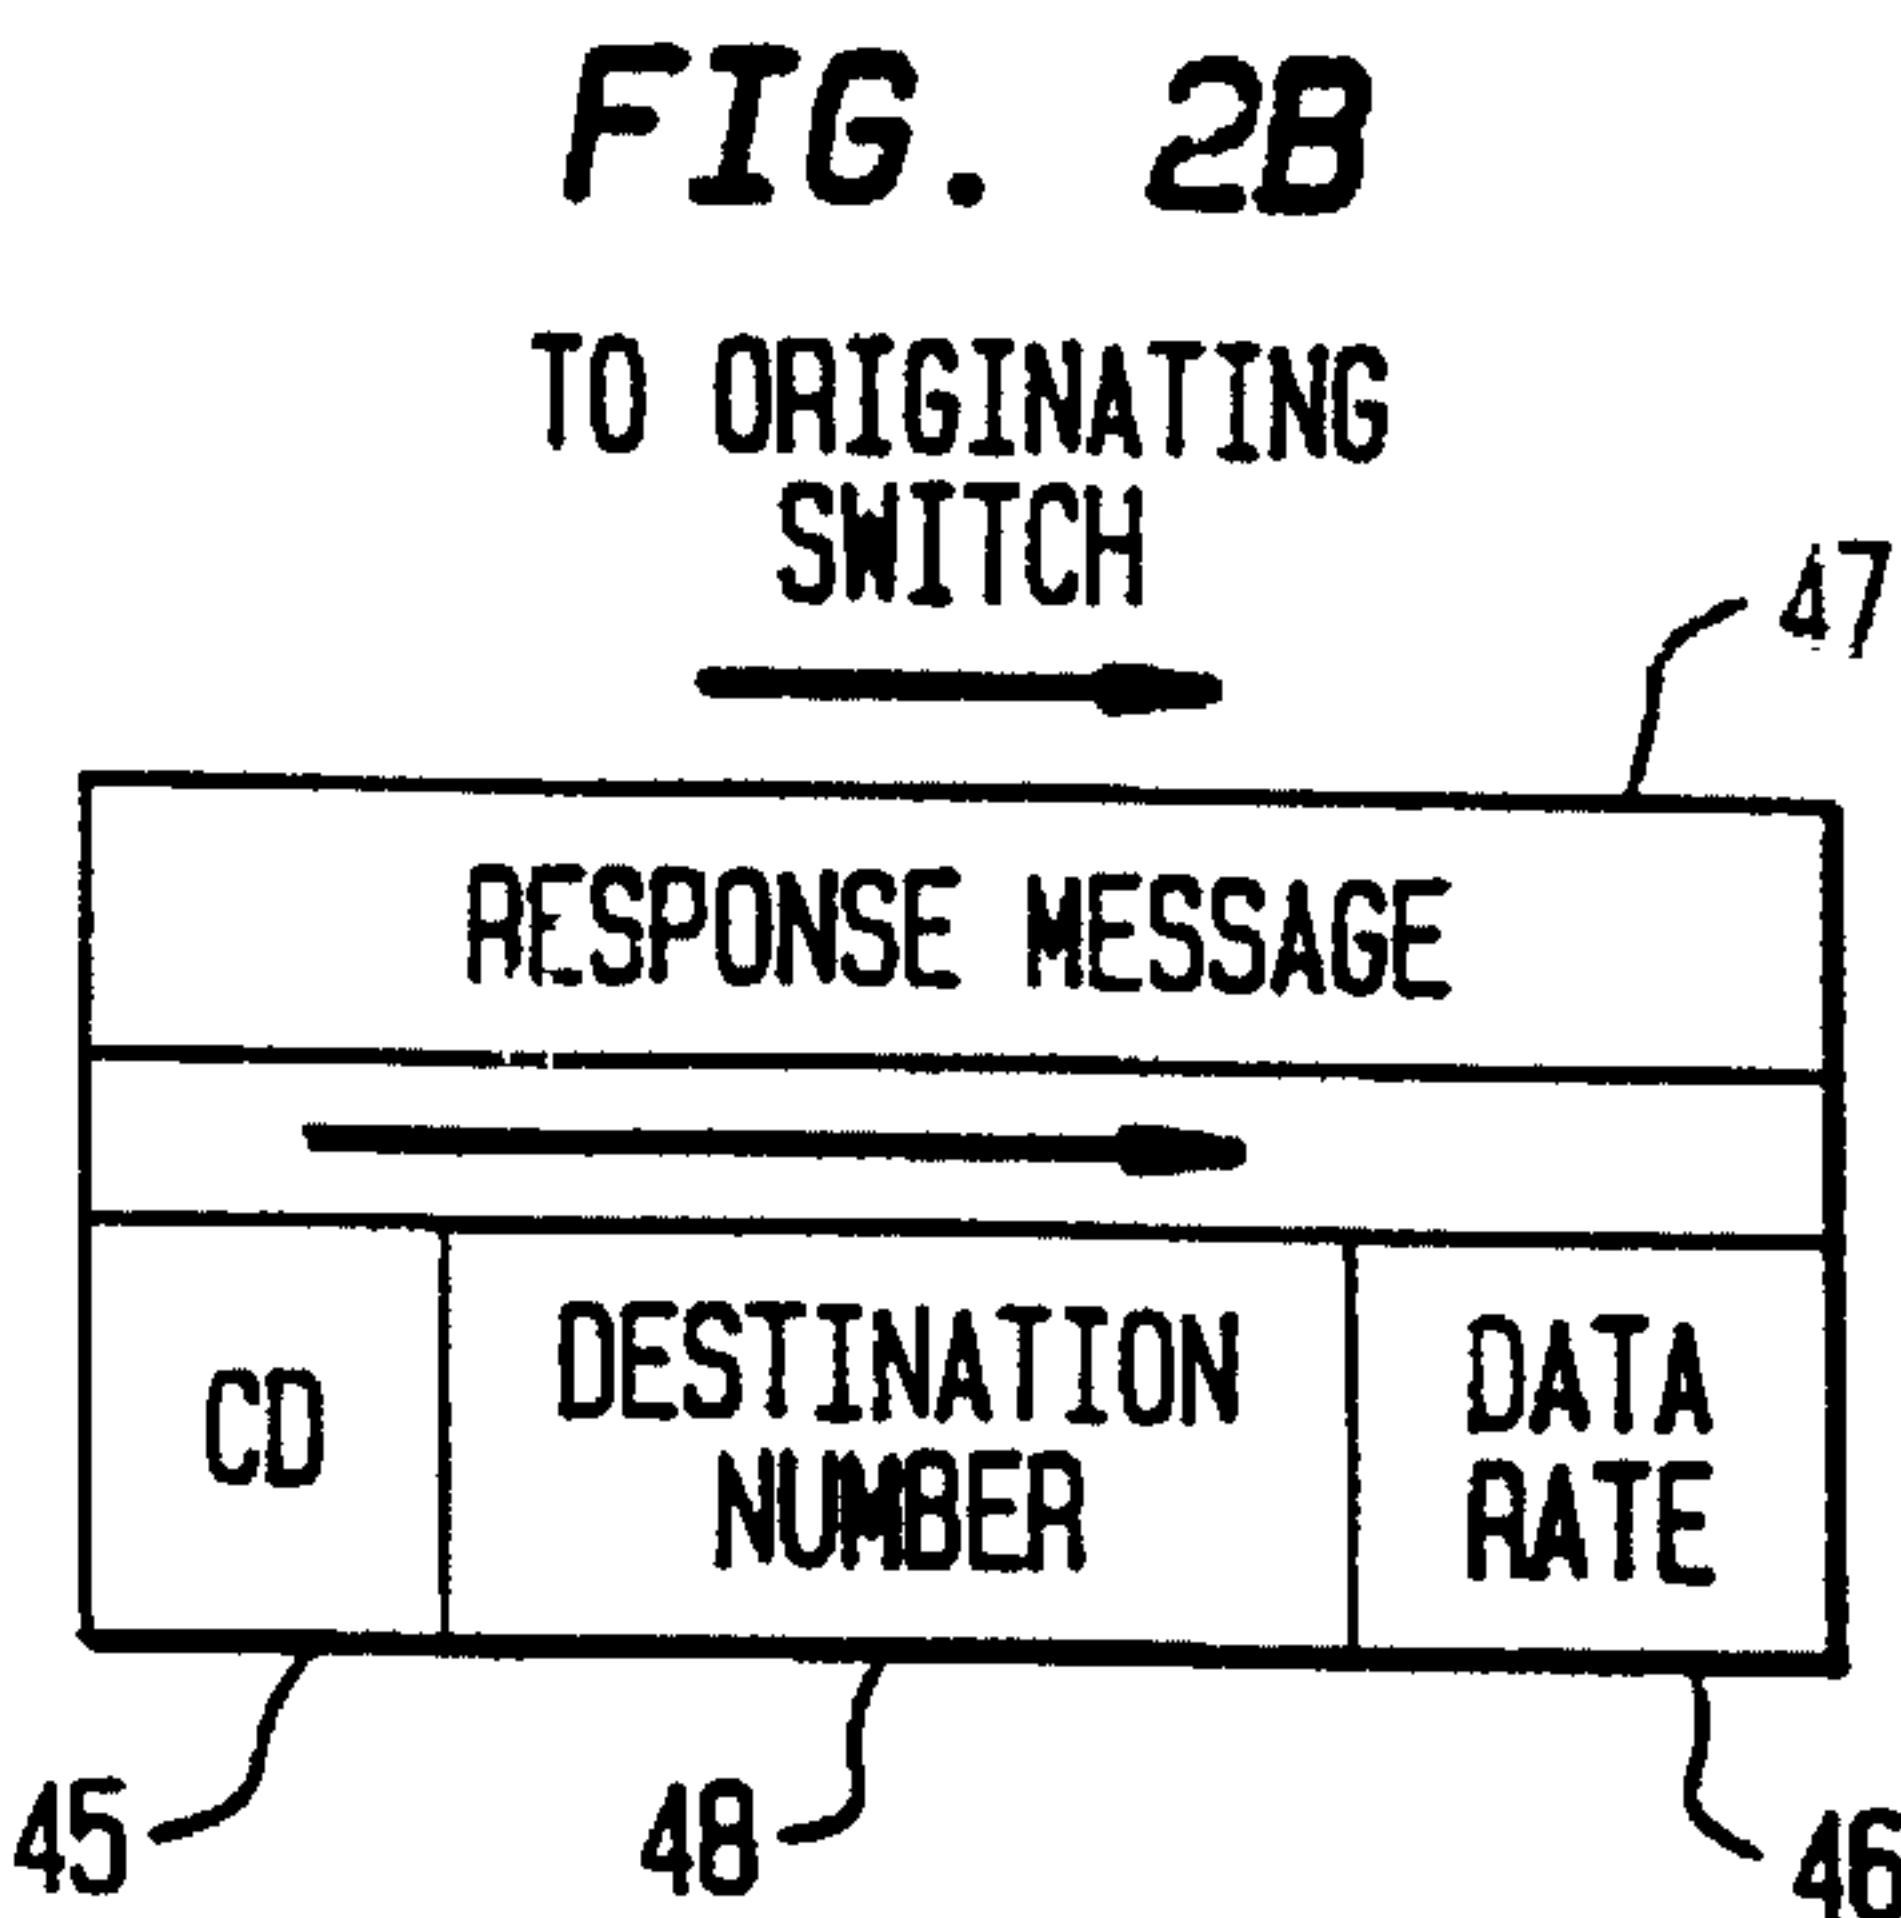 FIG. 2B
TO ORIGINATING
SWITCH
47
RESPONSE MESSAGE
CD
DESTINATION
NUMBER
DATA
RATE
45
48
46